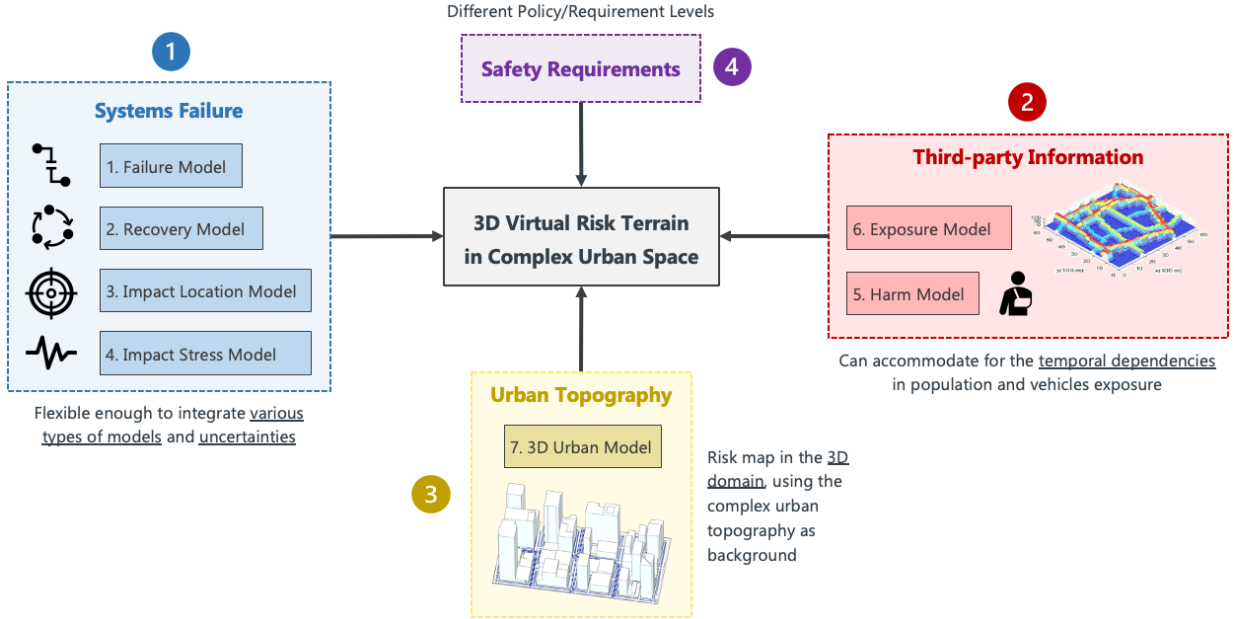 Different Policy/Requirement Levels
1
Systems Failure
1. Failure Model
2. Recovery Model
3. Impact Location Model
4. Impact Stress Model
Flexible enough to integrate various
types of models and uncertainties
Safety Requirements
4
3D Virtual Risk Terrain
in Complex Urban Space
2
Third-party Information
6. Exposure Model
5. Harm Model
Can accommodate for the temporal dependencies
in population and vehicles exposure
Urban Topography
7. 3D Urban Model
3
Risk map in the 3D
domain, using the
complex urban
topography as
background